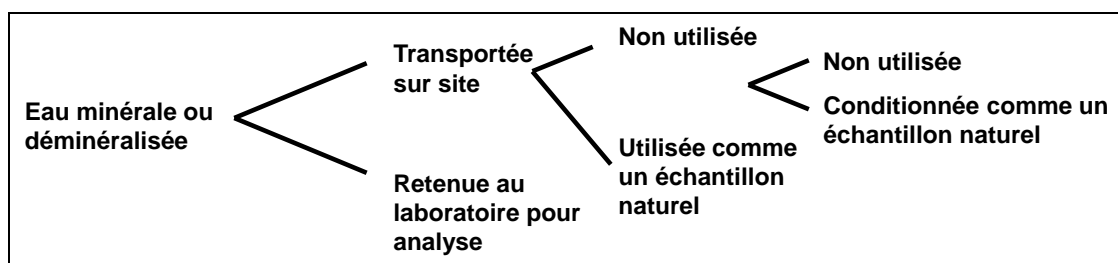 Eau minérale ou
déminéralisée
Transportée
sur site
Retenue au
laboratoire pour
analyse
Non utilisée
Utilisée comme
un échantillon
naturel
Non utilisée
Conditionnée comme un
échantillon naturel